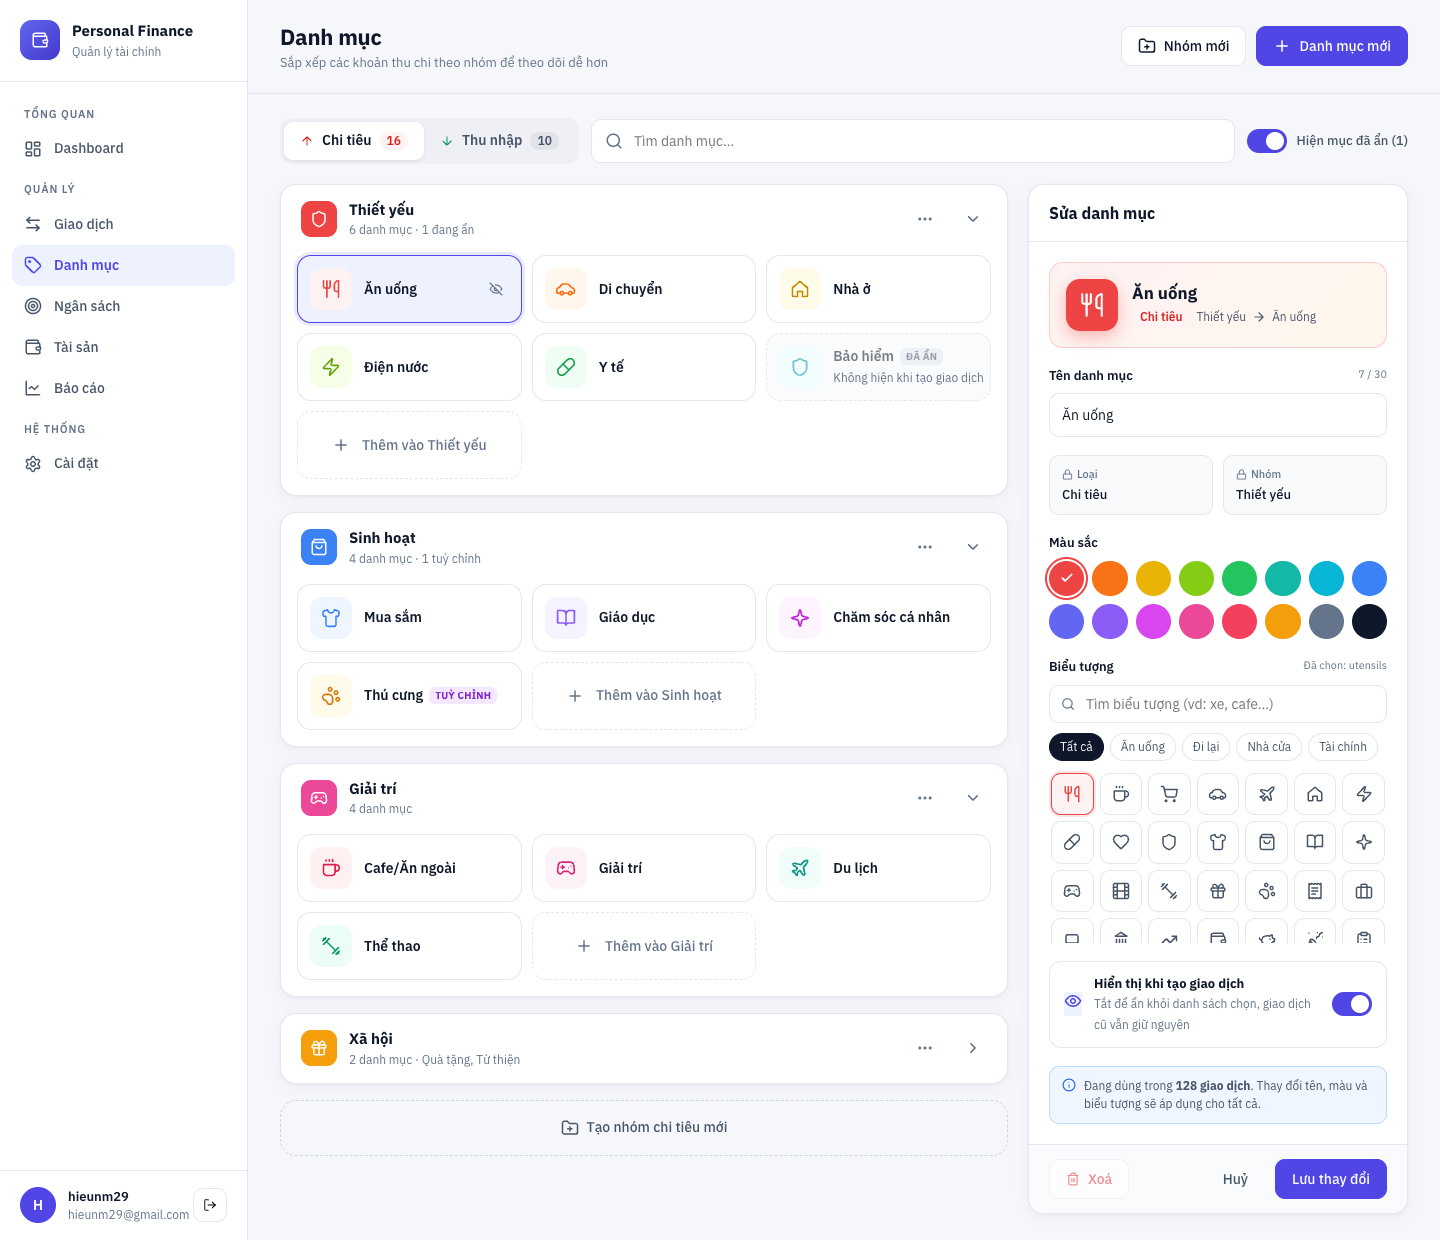 Personal Finance
Quản lý tài chính
TỔNG QUAN
Dashboard
QUẢN LÝ
Giao dịch
Danh mục
Ngân sách
Tài sản
Báo cáo
HỆ THỐNG
Cài đặt
H
hieunm29
hieunm29@gmail.com
Danh mục
Sắp xếp các khoản thu chi theo nhóm để theo dõi dễ hơn
Nhóm mới
Danh mục mới
Chi tiêu 16
Thu nhập 10
Tìm danh mục...
Hiện mục đã ẩn (1)
Thiết yếu
6 danh mục · 1 đang ẩn
Ăn uống
Di chuyển
Nhà ở
Điện nước
Y tế
Bảo hiểm ĐÃ ẨN
Không hiện khi tạo giao dịch
Thêm vào Thiết yếu
Sinh hoạt
4 danh mục · 1 tuỳ chỉnh
Mua sắm
Giáo dục
Chăm sóc cá nhân
Thú cưng TUỲ CHỈNH
Thêm vào Sinh hoạt
Giải trí
4 danh mục
Cafe/Ăn ngoài
Giải trí
Du lịch
Thể thao
Thêm vào Giải trí
Xã hội
2 danh mục · Quà tặng, Từ thiện
Tạo nhóm chi tiêu mới
Sửa danh mục
Ăn uống
Chi tiêu Thiết yếu → Ăn uống
Tên danh mục 7 / 30
Ăn uống
Loại
Chi tiêu
Nhóm
Thiết yếu
Màu sắc
Biểu tượng Đã chọn: utensils
Tìm biểu tượng (vd: xe, cafe...)
Tất cả
Ăn uống
Đi lại
Nhà cửa
Tài chính
Hiển thị khi tạo giao dịch
Tắt để ẩn khỏi danh sách chọn, giao dịch
cũ vẫn giữ nguyên
Đang dùng trong 128 giao dịch. Thay đổi tên, màu và
biểu tượng sẽ áp dụng cho tất cả.
Xoá
Huỷ
Lưu thay đổi